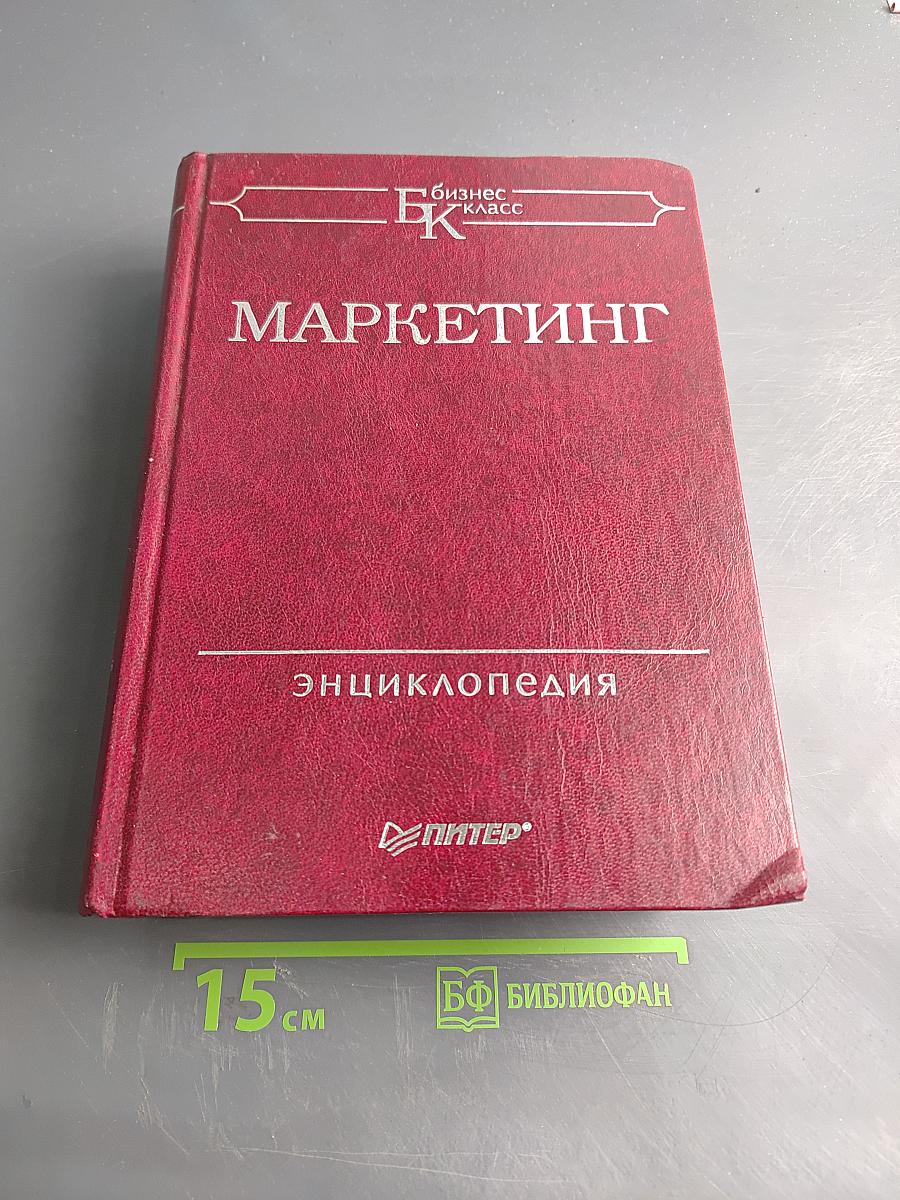 БК бизнес
класс
МАРКЕТИНГ
энциклопедия
ПИТЕР®
15 см
БФ БИБЛИОФАН